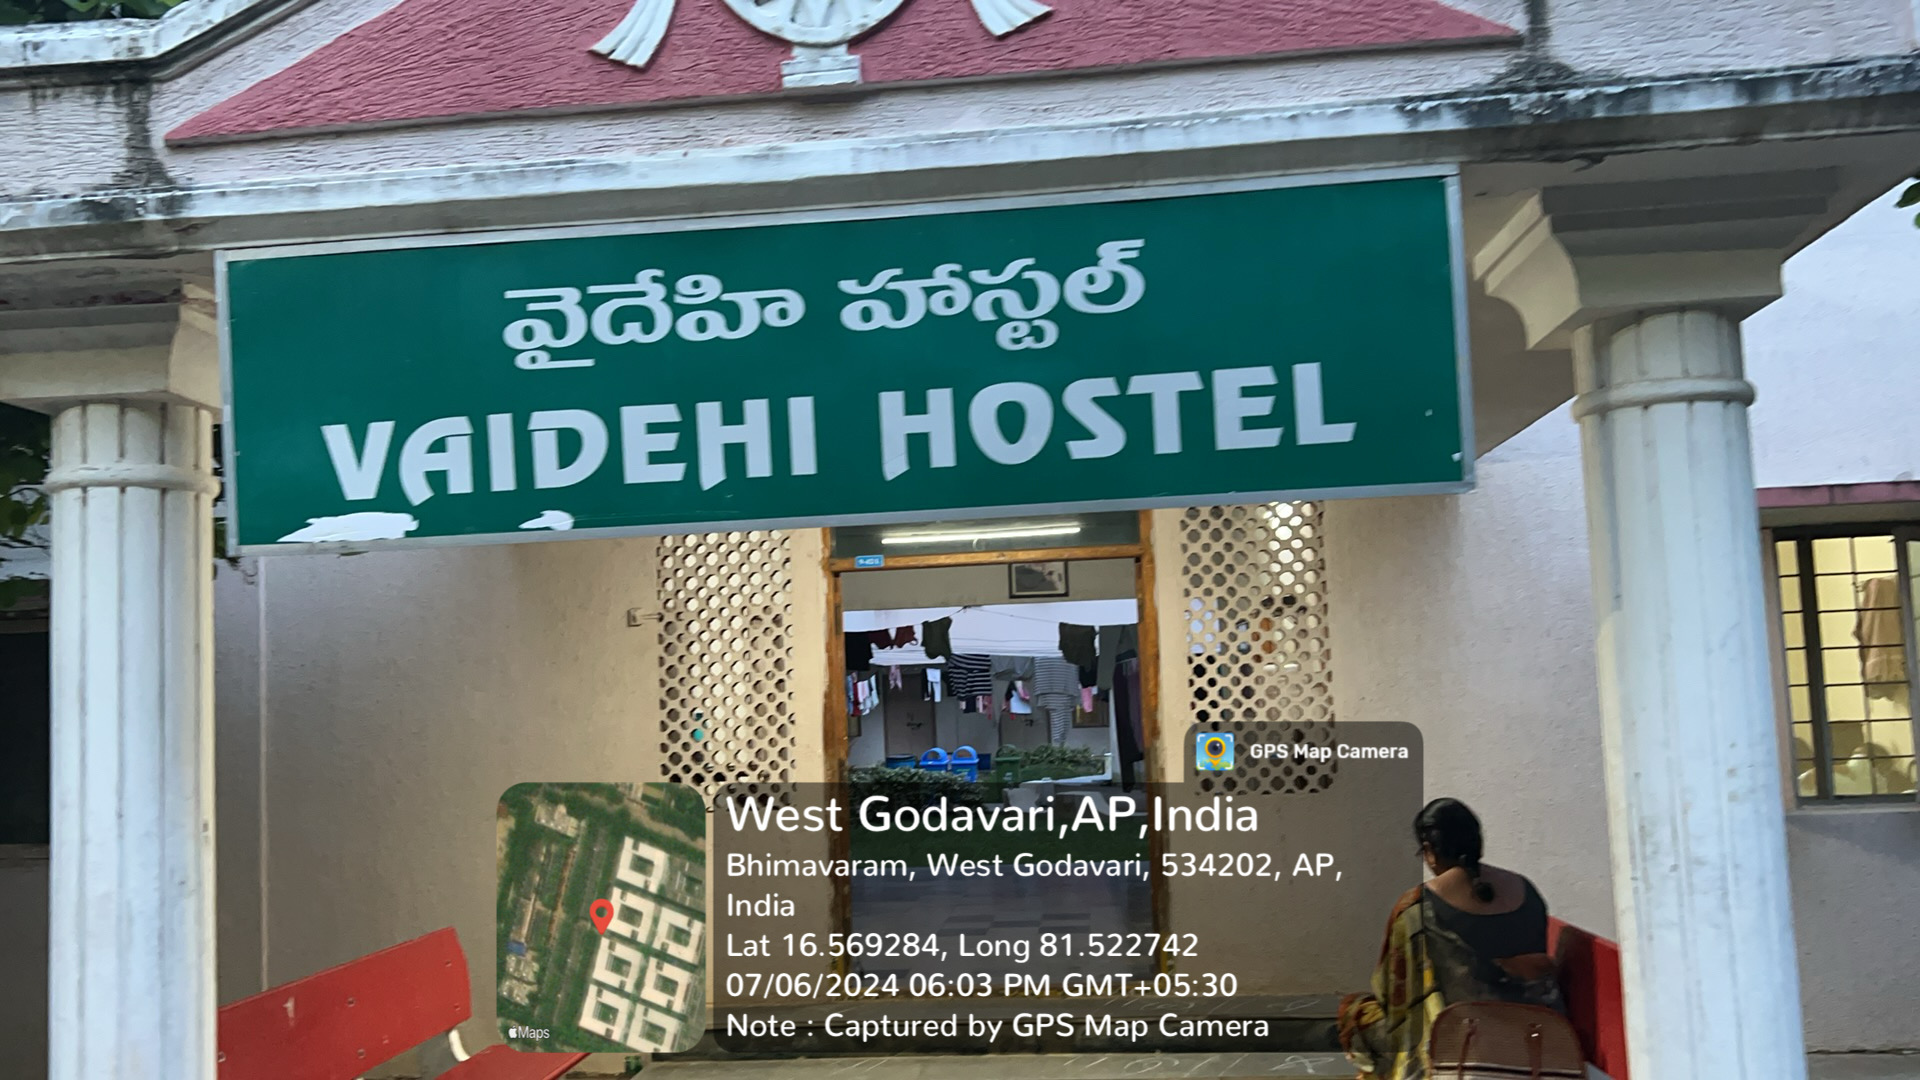 వైదేహి హాస్టల్
VAIDEHI HOSTEL
GPS Map Camera
West Godavari,AP,India
Bhimavaram, West Godavari, 534202, AP,
India
Lat 16.569284, Long 81.522742
07/06/2024 06:03 PM GMT+05:30
Note : Captured by GPS Map Camera
Maps